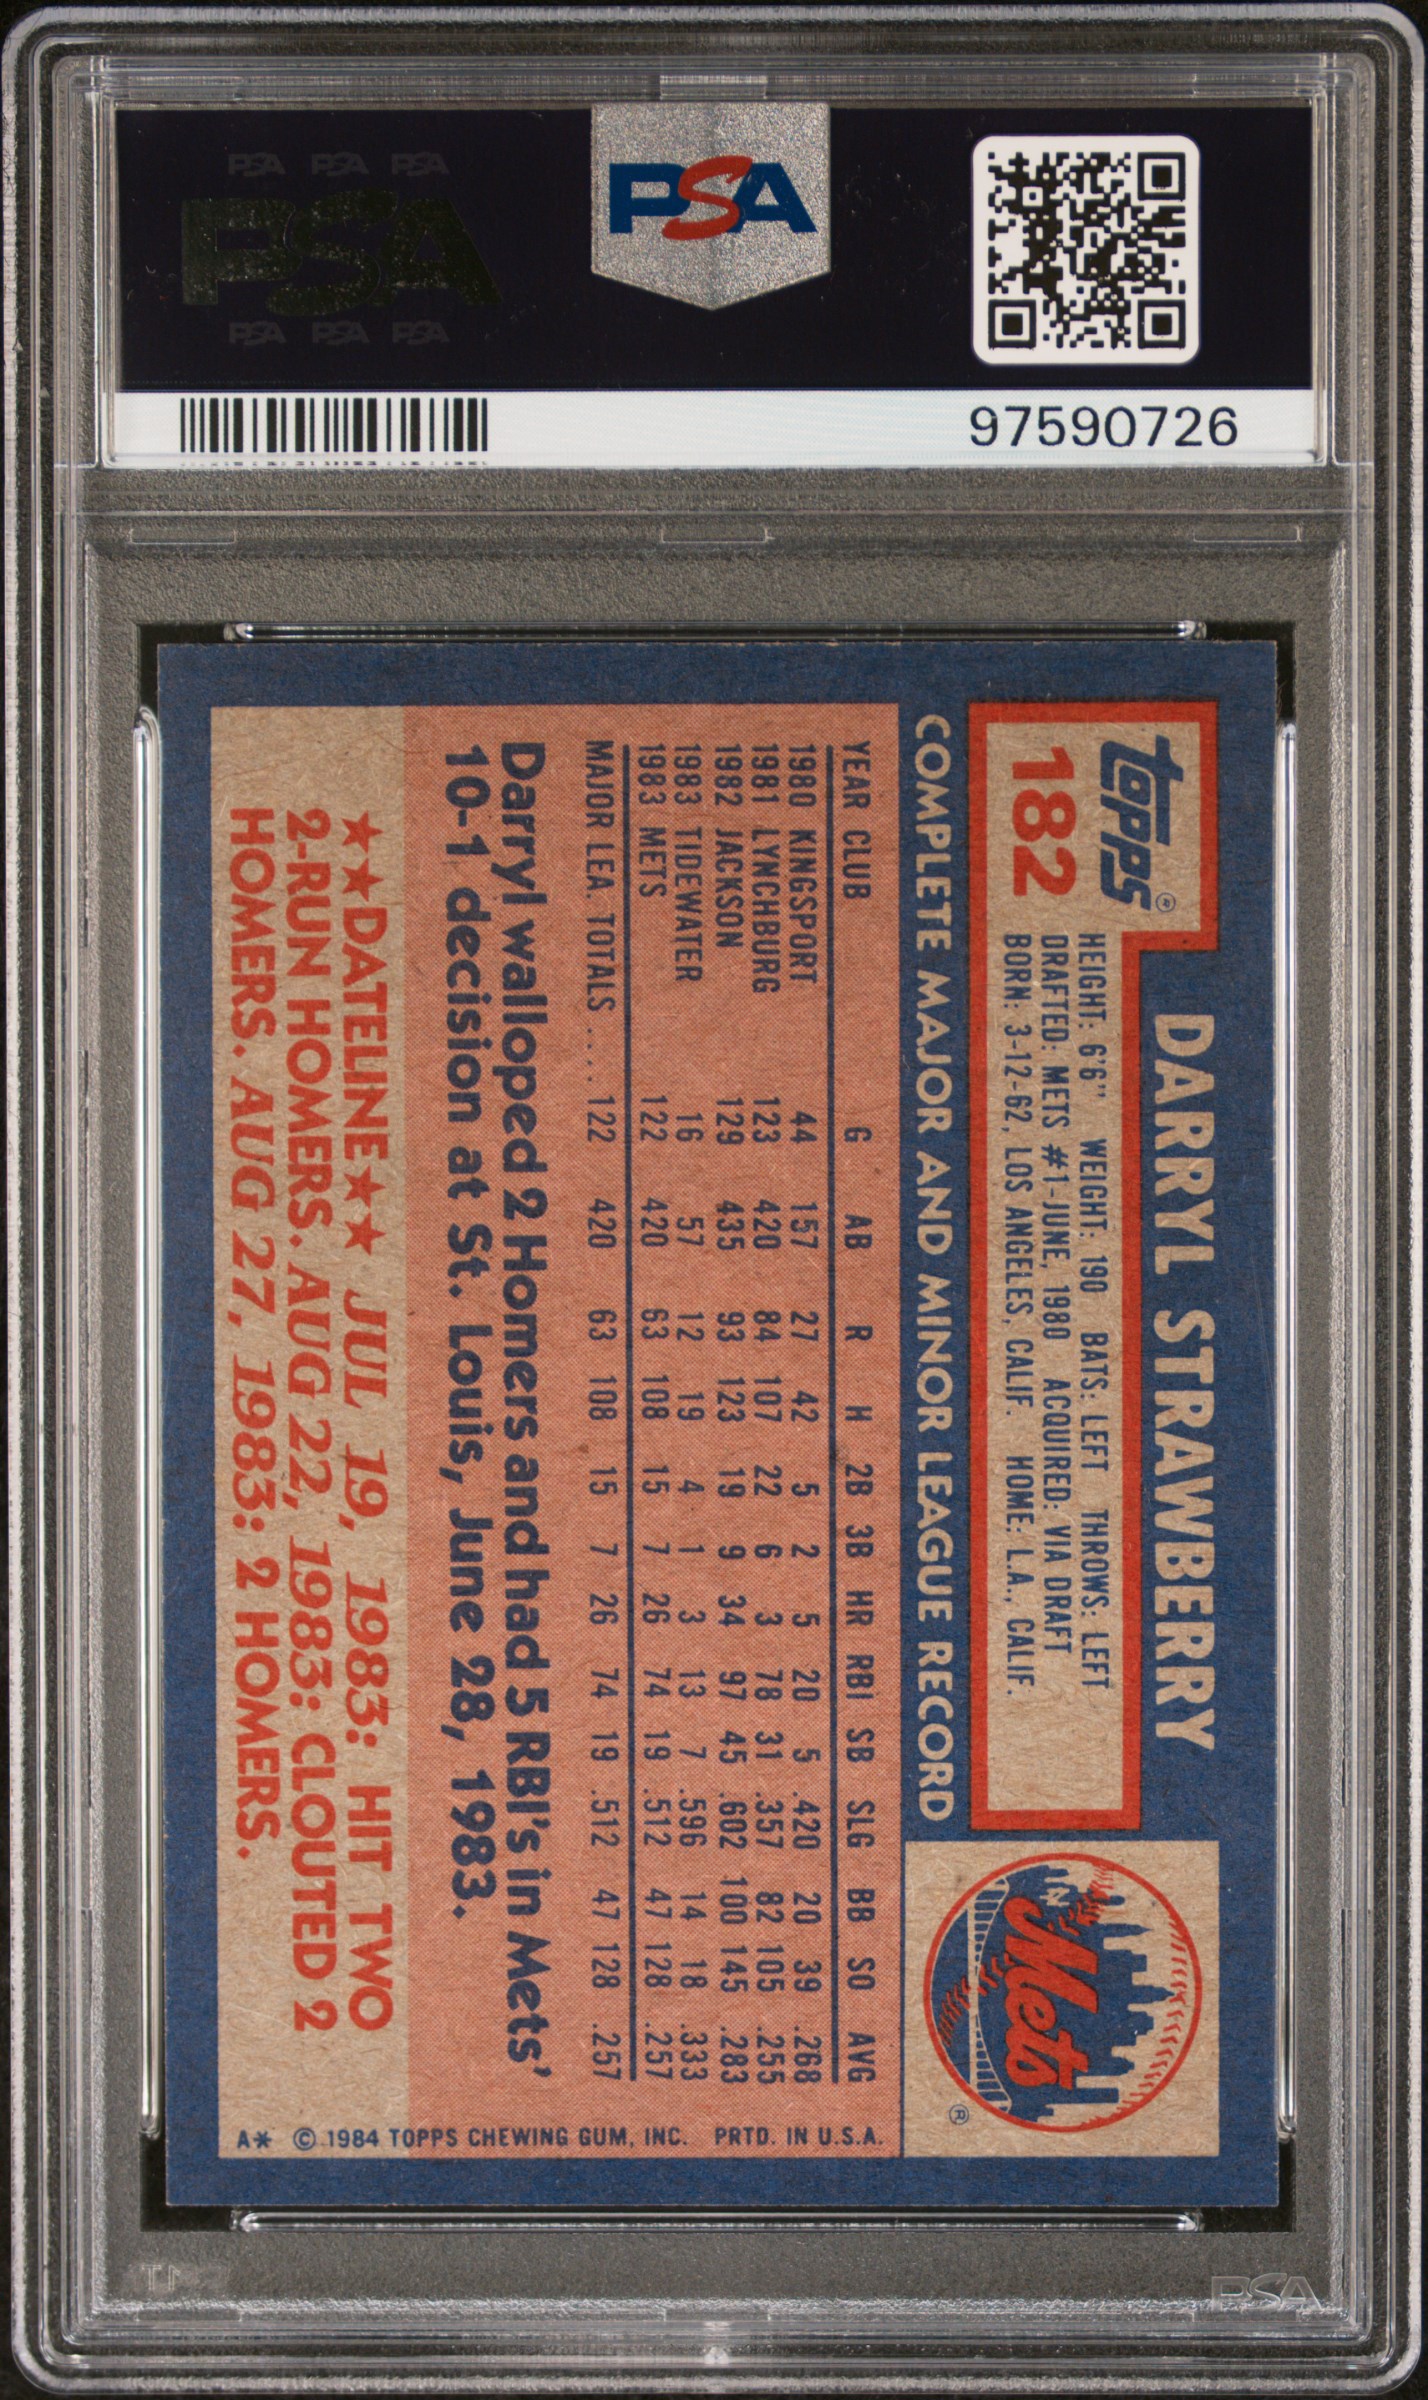 PSA PSA PSA
PSA
PSA PSA PSA
PSA
97590726
topps®
182
DARRYL STRAWBERRY
HEIGHT: 6'6" WEIGHT: 190 BATS: LEFT THROWS: LEFT
DRAFTED: METS #1-JUNE, 1980 ACQUIRED: VIA DRAFT
BORN: 3-12-62, LOS ANGELES, CALIF. HOME: L.A., CALIF.
Mets
®
COMPLETE MAJOR AND MINOR LEAGUE RECORD
YEAR CLUB G AB R H 2B 3B HR RBI SB SLG BB SO AVG
1980 KINGSPORT 44 157 27 42 5 2 5 20 5 .420 20 39 .268
1981 LYNCHBURG 123 420 84 107 22 6 3 78 31 .357 82 105 .255
1982 JACKSON 129 435 93 123 19 9 34 97 45 .602 100 145 .283
1983 TIDEWATER 16 57 12 19 4 1 3 13 7 .596 14 18 .333
1983 METS 122 420 63 108 15 7 26 74 19 .512 47 128 .257
MAJOR LEA. TOTALS .... 122 420 63 108 15 7 26 74 19 .512 47 128 .257
Darryl walloped 2 Homers and had 5 RBI's in Mets'
10-1 decision at St. Louis, June 28, 1983.
★★DATELINE★★ JUL 19, 1983: HIT TWO
2-RUN HOMERS. AUG 22, 1983: CLOUTED 2
HOMERS. AUG 27, 1983: 2 HOMERS.
A* © 1984 TOPPS CHEWING GUM, INC. PRTD. IN U.S.A.
PSA